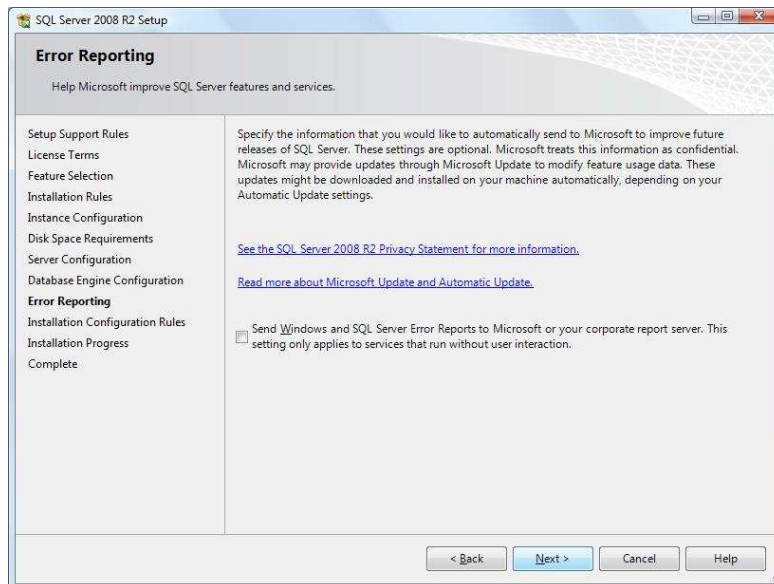 SQL Server 2008 R2 Setup
Error Reporting
Help Microsoft improve SQL Server features and services.
Setup Support Rules
License Terms
Feature Selection
Installation Rules
Instance Configuration
Disk Space Requirements
Server Configuration
Database Engine Configuration
Error Reporting
Installation Configuration Rules
Installation Progress
Complete
Specify the information that you would like to automatically send to Microsoft to improve future
releases of SQL Server. These settings are optional. Microsoft treats this information as confidential.
Microsoft may provide updates through Microsoft Update to modify feature usage data. These
updates might be downloaded and installed on your machine automatically, depending on your
Automatic Update settings.
See the SQL Server 2008 R2 Privacy Statement for more information.
Read more about Microsoft Update and Automatic Update.
Send Windows and SQL Server Error Reports to Microsoft or your corporate report server. This
setting only applies to services that run without user interaction.
< Back
Next >
Cancel
Help